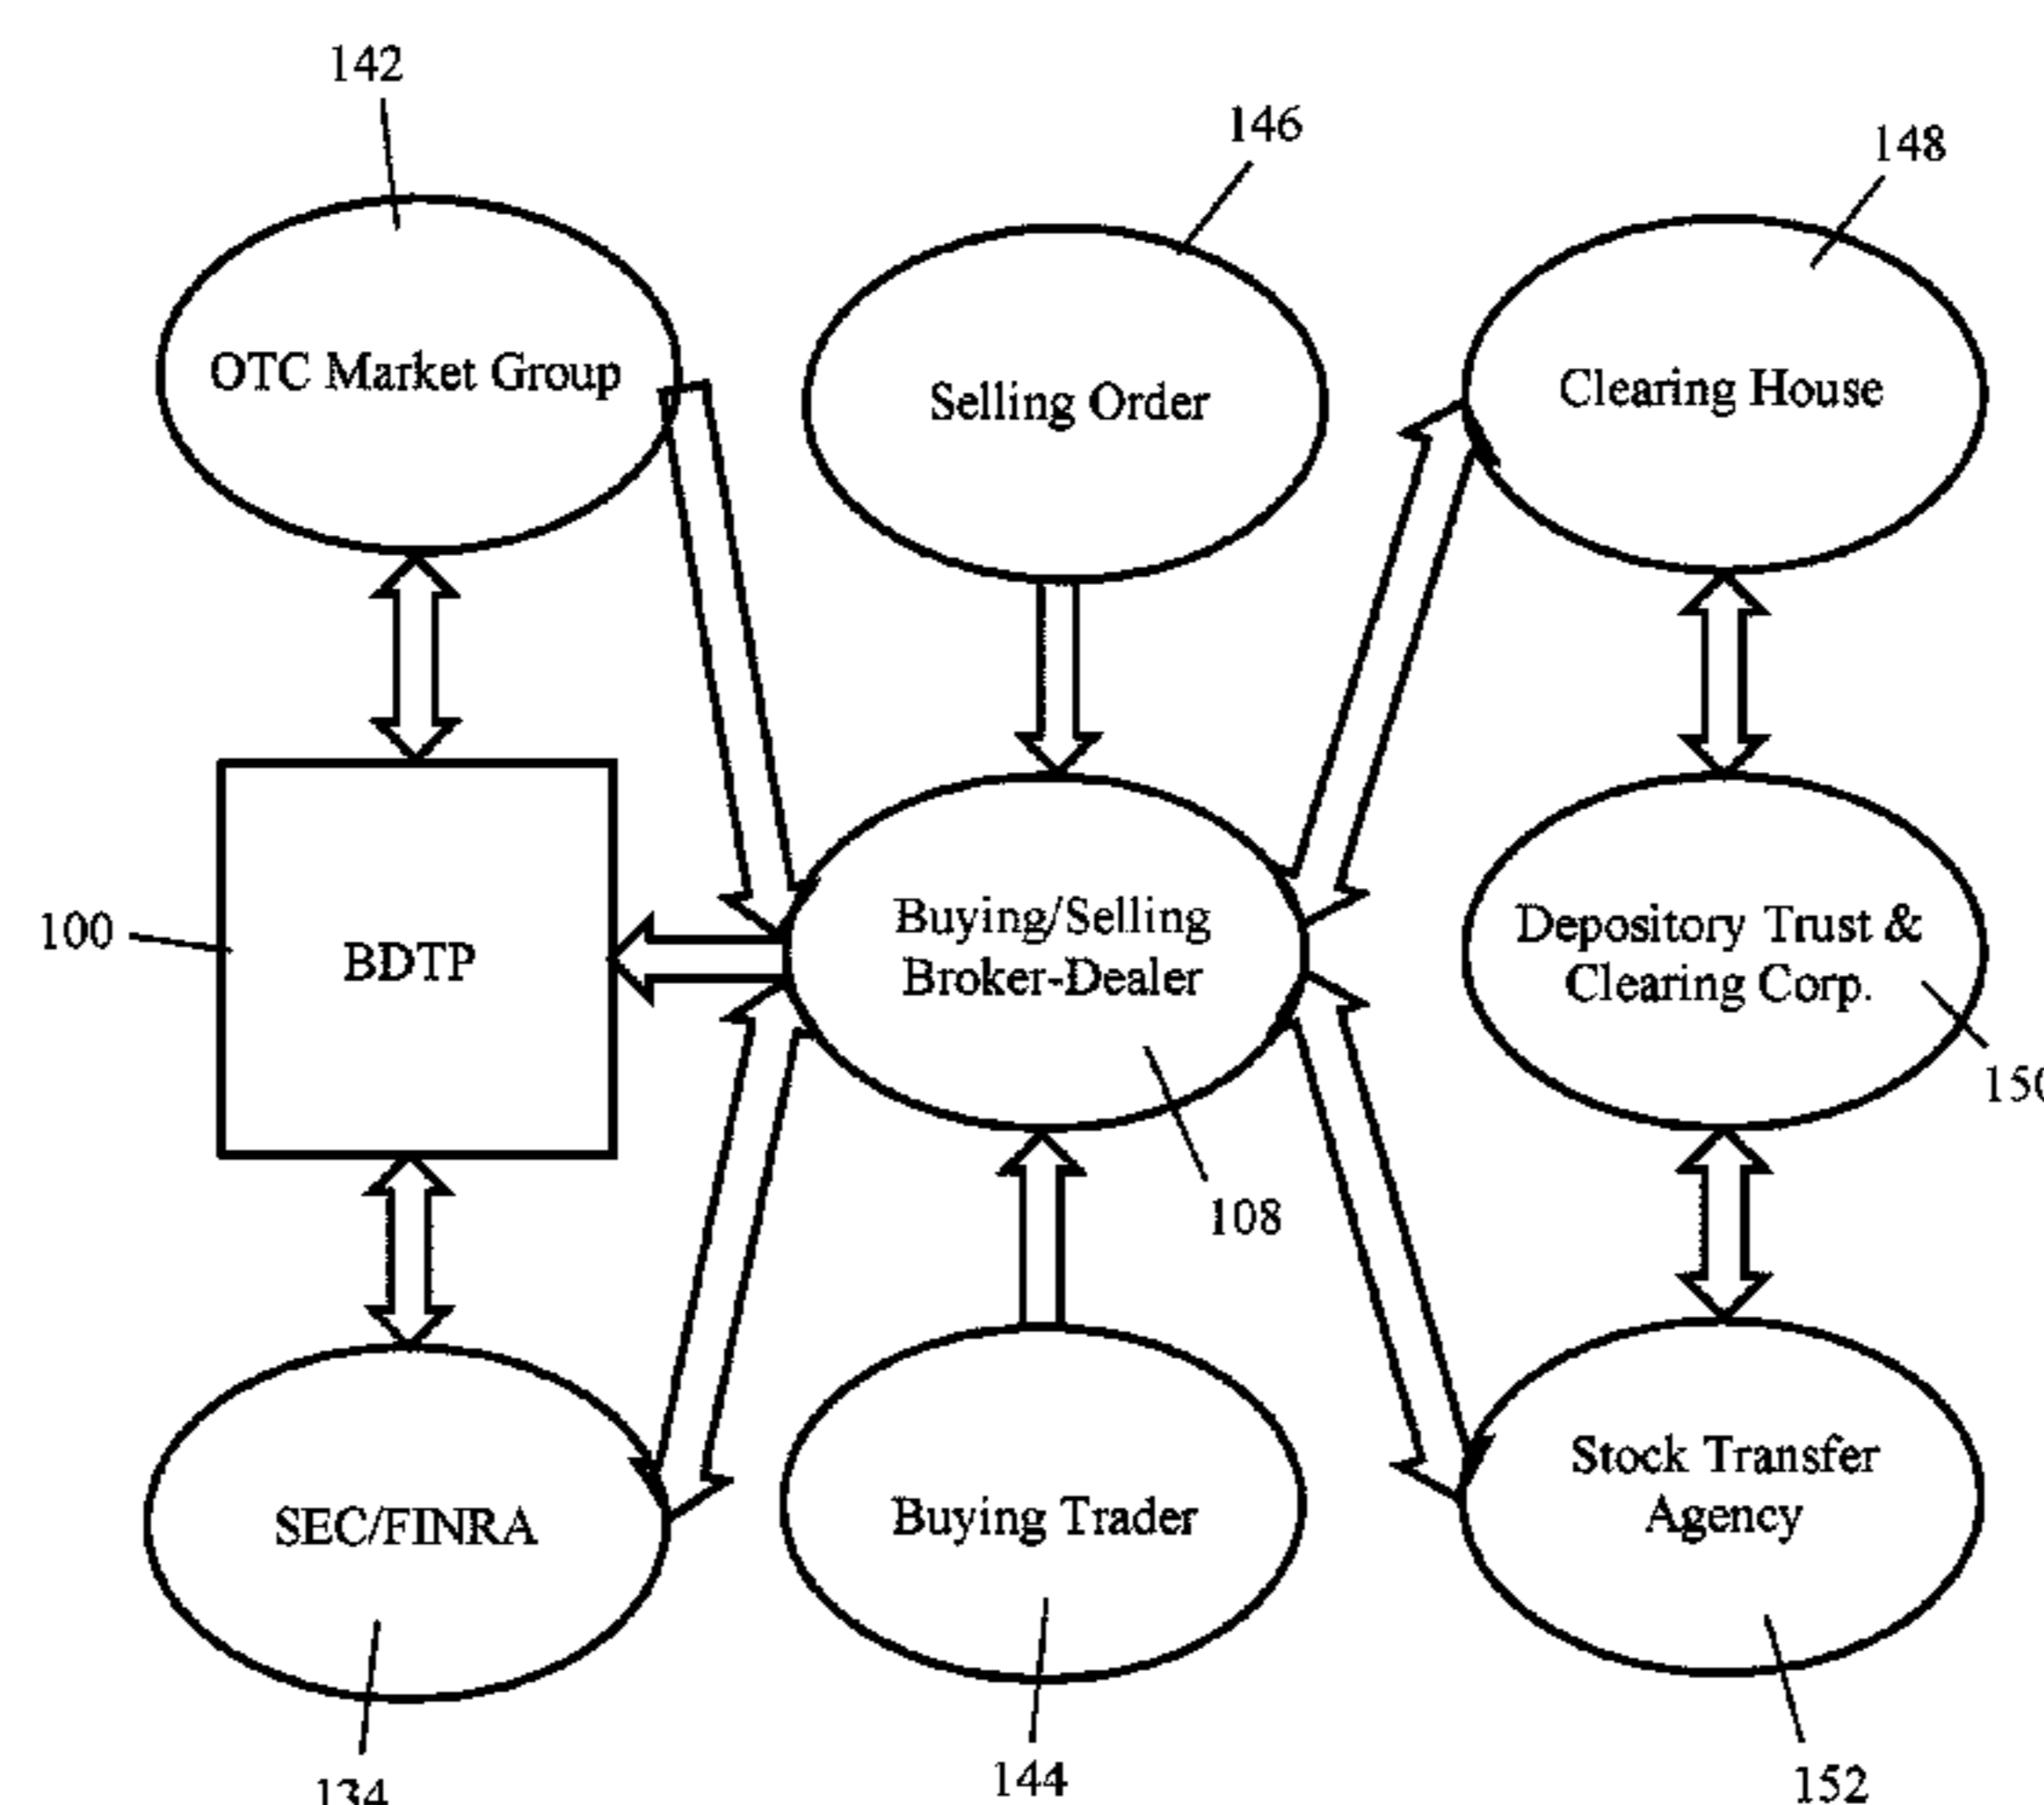 142
146
148
OTC Market Group
Selling Order
Clearing House
100
BDTP
Buying/Selling
Broker-Dealer
Depository Trust &
Clearing Corp.
150
108
SEC/FINRA
Buying Trader
Stock Transfer
Agency
134
144
152